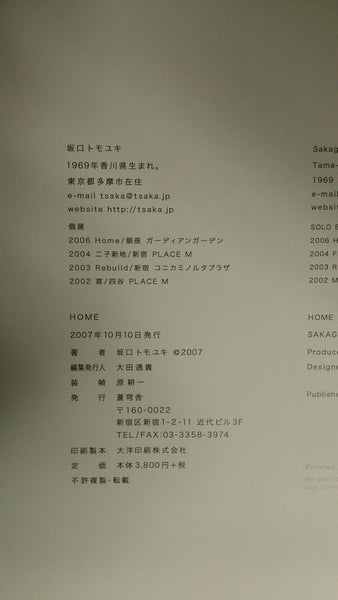 坂口トモユキ
1969年香川県生まれ。
東京都多摩市在住
e-mail tsaka@tsaka.jp
website http://tsaka.jp
個展
2006 Home/銀座 ガーディアンガーデン
2004 二子新地/新宿 PLACE M
2003 Rebuild/新宿 コニカミノルタプラザ
2002 窓/四谷 PLACE M
HOME
2007年10月10日発行
著 者 坂口トモユキ ©2007
編集発行人 大田通貴
装 幀 原 耕一
発 行 蒼穹舎
〒160-0022
新宿区新宿1-2-11 近代ビル3F
TEL/FAX:03-3358-3974
印刷製本 大洋印刷株式会社
定 価 本体3,800円+税
不許複製・転載
Sakag
Tama-
1969
websit
SOLO E
2006 H
2004 F
2003 R
2002 M
HOME
SAKAG
Produce
Designe
Publishe
Printed
No part o
any form